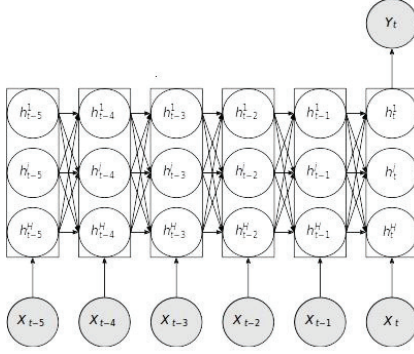 Y_t
h^1_{t-5} h^1_{t-4} h^1_{t-3} h^1_{t-2} h^1_{t-1} h^1_t
h^i_{t-5} h^i_{t-4} h^i_{t-3} h^i_{t-2} h^i_{t-1} h^i_t
h^H_{t-5} h^H_{t-4} h^H_{t-3} h^H_{t-2} h^H_{t-1} h^H_t
X_{t-5} X_{t-4} X_{t-3} X_{t-2} X_{t-1} X_t